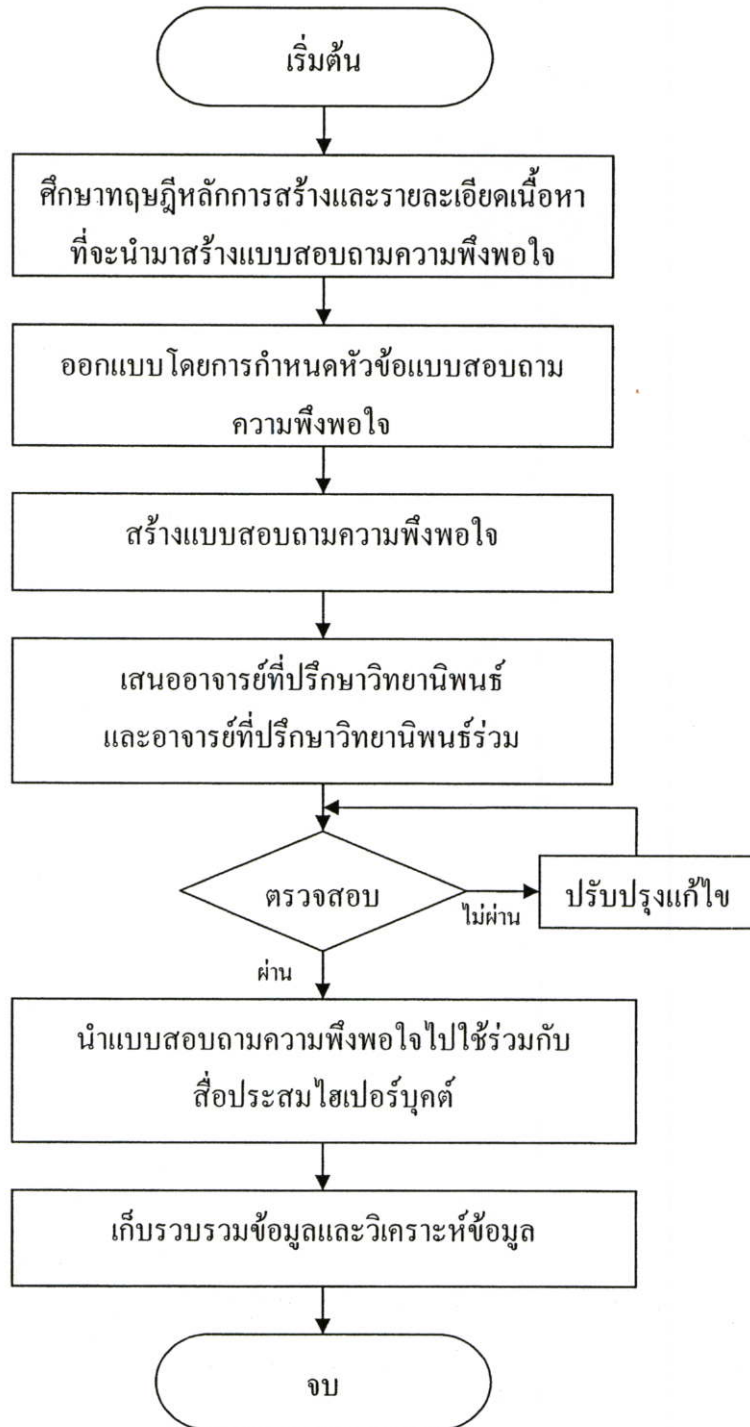 เริ่มต้น
ศึกษาทฤษฎีหลักการสร้างและรายละเอียดเนื้อหา
ที่จะนำมาสร้างแบบสอบถามความพึงพอใจ
ออกแบบโดยการกำหนดหัวข้อแบบสอบถาม
ความพึงพอใจ
สร้างแบบสอบถามความพึงพอใจ
เสนออาจารย์ที่ปรึกษาวิทยานิพนธ์
และอาจารย์ที่ปรึกษาวิทยานิพนธ์ร่วม
ตรวจสอบ
ไม่ผ่าน
ปรับปรุงแก้ไข
ผ่าน
นำแบบสอบถามความพึงพอใจไปใช้ร่วมกับ
สื่อประสมไฮเปอร์บุคต์
เก็บรวบรวมข้อมูลและวิเคราะห์ข้อมูล
จบ